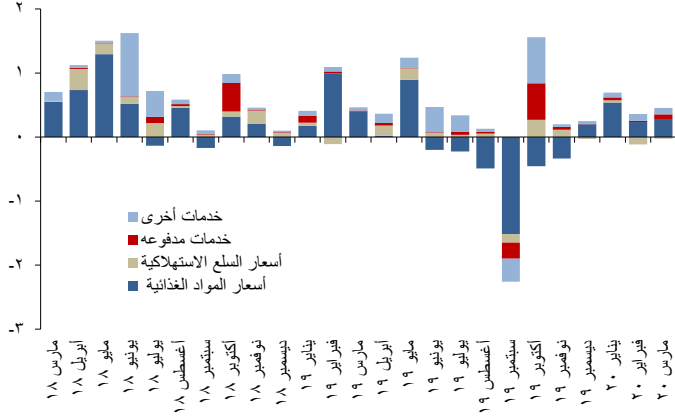 ٢
١
٠
-١
-٢
-٣
خدمات أخرى
خدمات مدفوعه
أسعار السلع الاستهلاكية
أسعار المواد الغذائية
مارس ١٨
أبريل ١٨
مايو ١٨
يونيو ١٨
يوليو ١٨
أغسطس ١٨
سبتمبر ١٨
أكتوبر ١٨
نوفمبر ١٨
ديسمبر ١٨
يناير ١٩
فبراير ١٩
مارس ١٩
أبريل ١٩
مايو ١٩
يونيو ١٩
يوليو ١٩
أغسطس ١٩
سبتمبر ١٩
أكتوبر ١٩
نوفمبر ١٩
ديسمبر ١٩
يناير ٢٠
فبراير ٢٠
مارس ٢٠